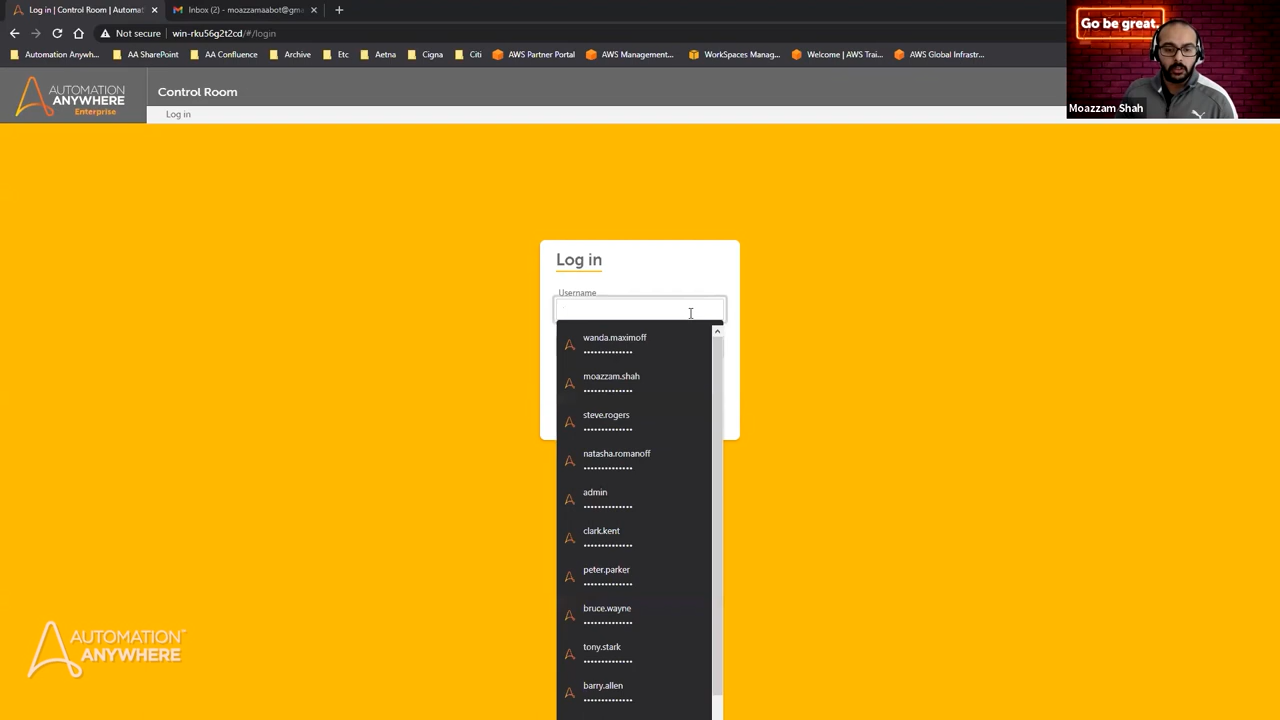 Log in | Control Room | Automat
Inbox (2) - moazzamaabot@gm
Not secure
win-rku56g2t2cd/#/login
Automation Anywh...
AA SharePoint
AA Confluence
Archive
Etc
Aetna
Cigna
Citi
AWS Partner Portal
AWS Management...
WorkSpaces Manag...
Welcome | AWS Trai...
AWS Global Infrastr...
Go be great.
Moazzam Shah
AUTOMATION
ANYWHERE
Enterprise
Control Room
Log in
Log in
Username
wanda.maximoff
••••••••••••••
moazzam.shah
••••••••••••••
steve.rogers
••••••••••••••
natasha.romanoff
••••••••••••••
admin
••••••••••••••
clark.kent
••••••••••••••
peter.parker
••••••••••••••
bruce.wayne
••••••••••••••
tony.stark
••••••••••••••
barry.allen
••••••••••••••
AUTOMATION
ANYWHERE